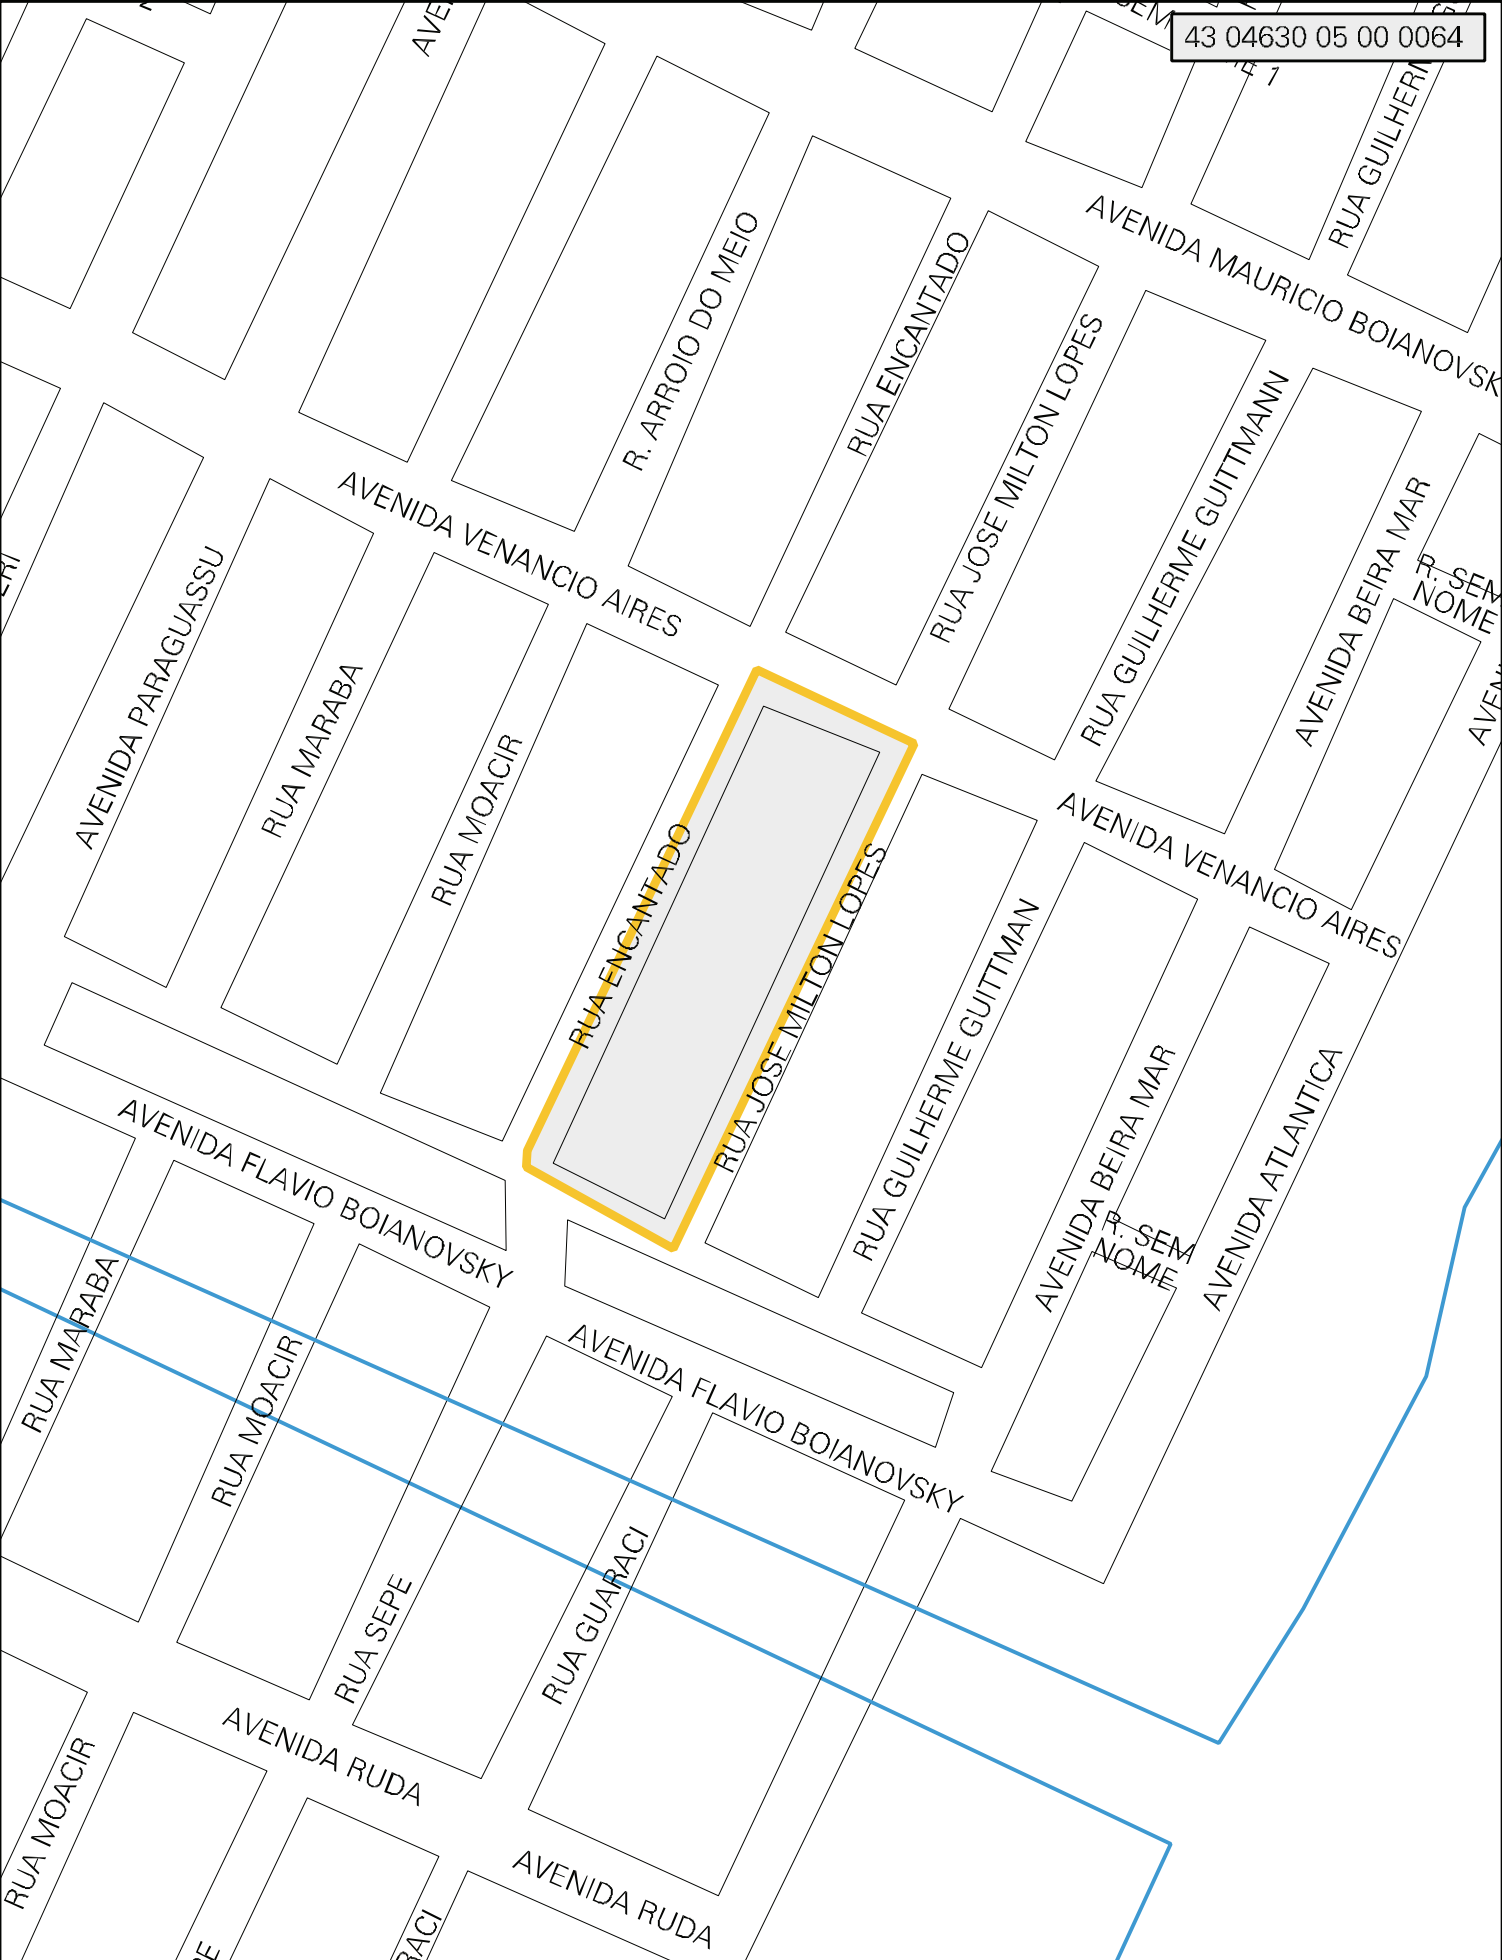 43 04630 05 00 0064
AVENIDA MAURICIO BOIANOVSK
R. ARROIO DO MEIO
RUA ENCANTADO
RUA JOSE MILTON LOPES
RUA GUILHERME GUITTMANN
AVENIDA BEIRA MAR
R. SEM
NOME
AVENIDA VENANCIO AIRES
AVENIDA PARAGUASSU
RUA MARABA
RUA MOACIR
RUA ENCANTADO
RUA JOSE MILTON LOPES
AVENIDA VENANCIO AIRES
RUA GUILHERME GUITTMAN
AVENIDA BEIRA MAR
R. SEM
NOME
AVENIDA ATLANTICA
AVENIDA FLAVIO BOIANOVSKY
AVENIDA FLAVIO BOIANOVSKY
RUA MARABA
RUA MOACIR
RUA SEPE
RUA GUARACI
AVENIDA RUDA
AVENIDA RUDA
RUA MOACIR